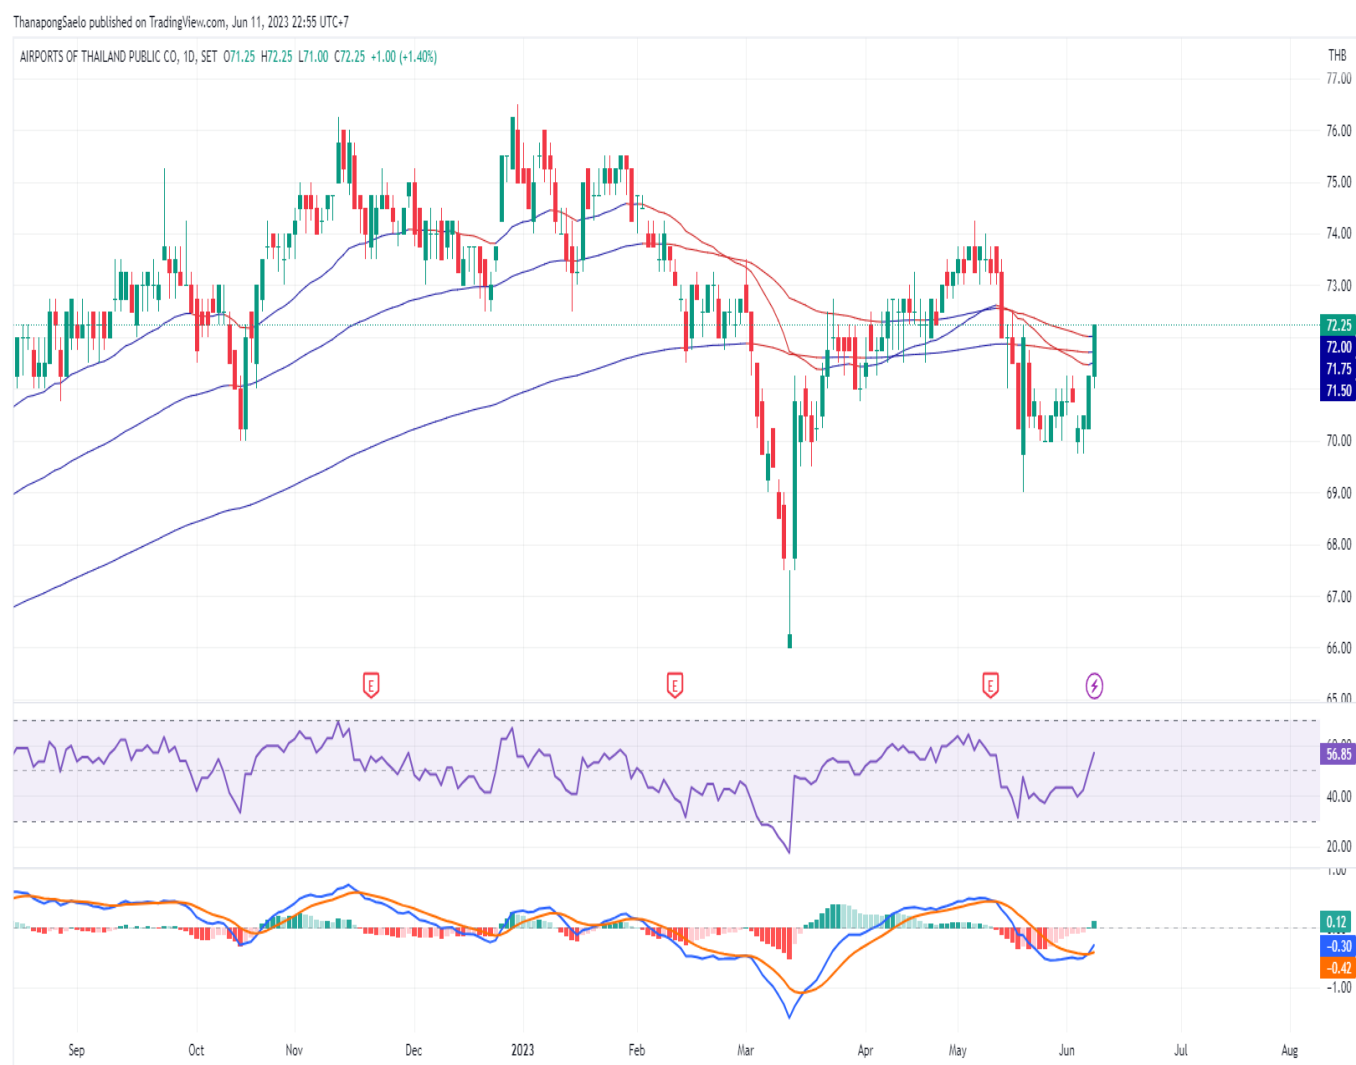 ThanapongSaelo published on TradingView.com, Jun 11, 2023 22:55 UTC+7
AIRPORTS OF THAILAND PUBLIC CO, 1D, SET O71.25 H72.25 L71.00 C72.25 +1.00 (+1.40%)
THB
77.00
76.00
75.00
74.00
73.00
72.25
72.00
71.75
71.50
70.00
69.00
68.00
67.00
66.00
E
E
E
65.00
56.85
40.00
20.00
1.00
0.12
-0.30
-0.42
-1.00
Sep
Oct
Nov
Dec
2023
Feb
Mar
Apr
May
Jun
Jul
Aug